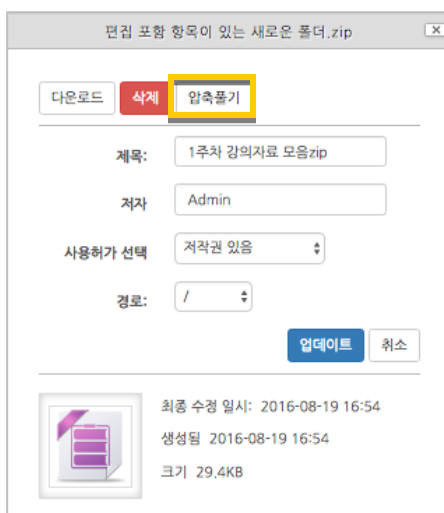 편집 포함 항목이 있는 새로운 폴더.zip
다운로드 삭제 압축풀기
제목: 1주차 강의자료 모음zip
저자 Admin
사용허가 선택 저작권 있음
경로: /
업데이트 취소
최종 수정 일시: 2016-08-19 16:54
생성됨 2016-08-19 16:54
크기 29.4KB